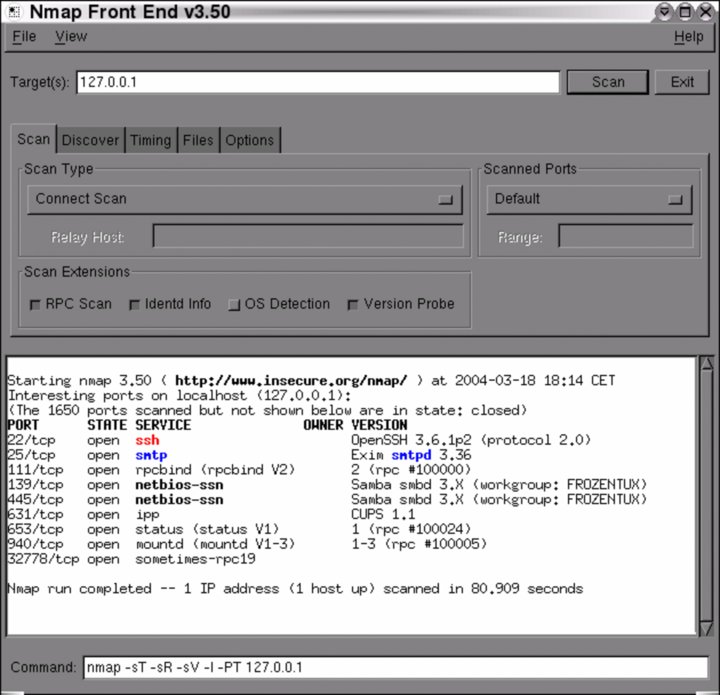 Nmap Front End v3.50
File View Help
Target(s): 127.0.0.1 Scan Exit
Scan Discover Timing Files Options
Scan Type Scanned Ports
Connect Scan Default
Relay Host: Range:
Scan Extensions
RPC Scan Identd Info OS Detection Version Probe
Starting nmap 3.50 ( http://www.insecure.org/nmap/ ) at 2004-03-18 18:14 CET
Interesting ports on localhost (127.0.0.1):
(The 1650 ports scanned but not shown below are in state: closed)
PORT STATE SERVICE OWNER VERSION
22/tcp open ssh OpenSSH 3.6.1p2 (protocol 2.0)
25/tcp open smtp Exim smtpd 3.36
111/tcp open rpcbind (rpcbind V2) 2 (rpc #100000)
139/tcp open netbios-ssn Samba smbd 3.X (workgroup: FROZENTUX)
445/tcp open netbios-ssn Samba smbd 3.X (workgroup: FROZENTUX)
631/tcp open ipp CUPS 1.1
653/tcp open status (status V1) 1 (rpc #100024)
940/tcp open mountd (mountd V1-3) 1-3 (rpc #100005)
32778/tcp open sometimes-rpc19
Nmap run completed -- 1 IP address (1 host up) scanned in 80.909 seconds
Command: nmap -sT -sR -sV -I -PT 127.0.0.1